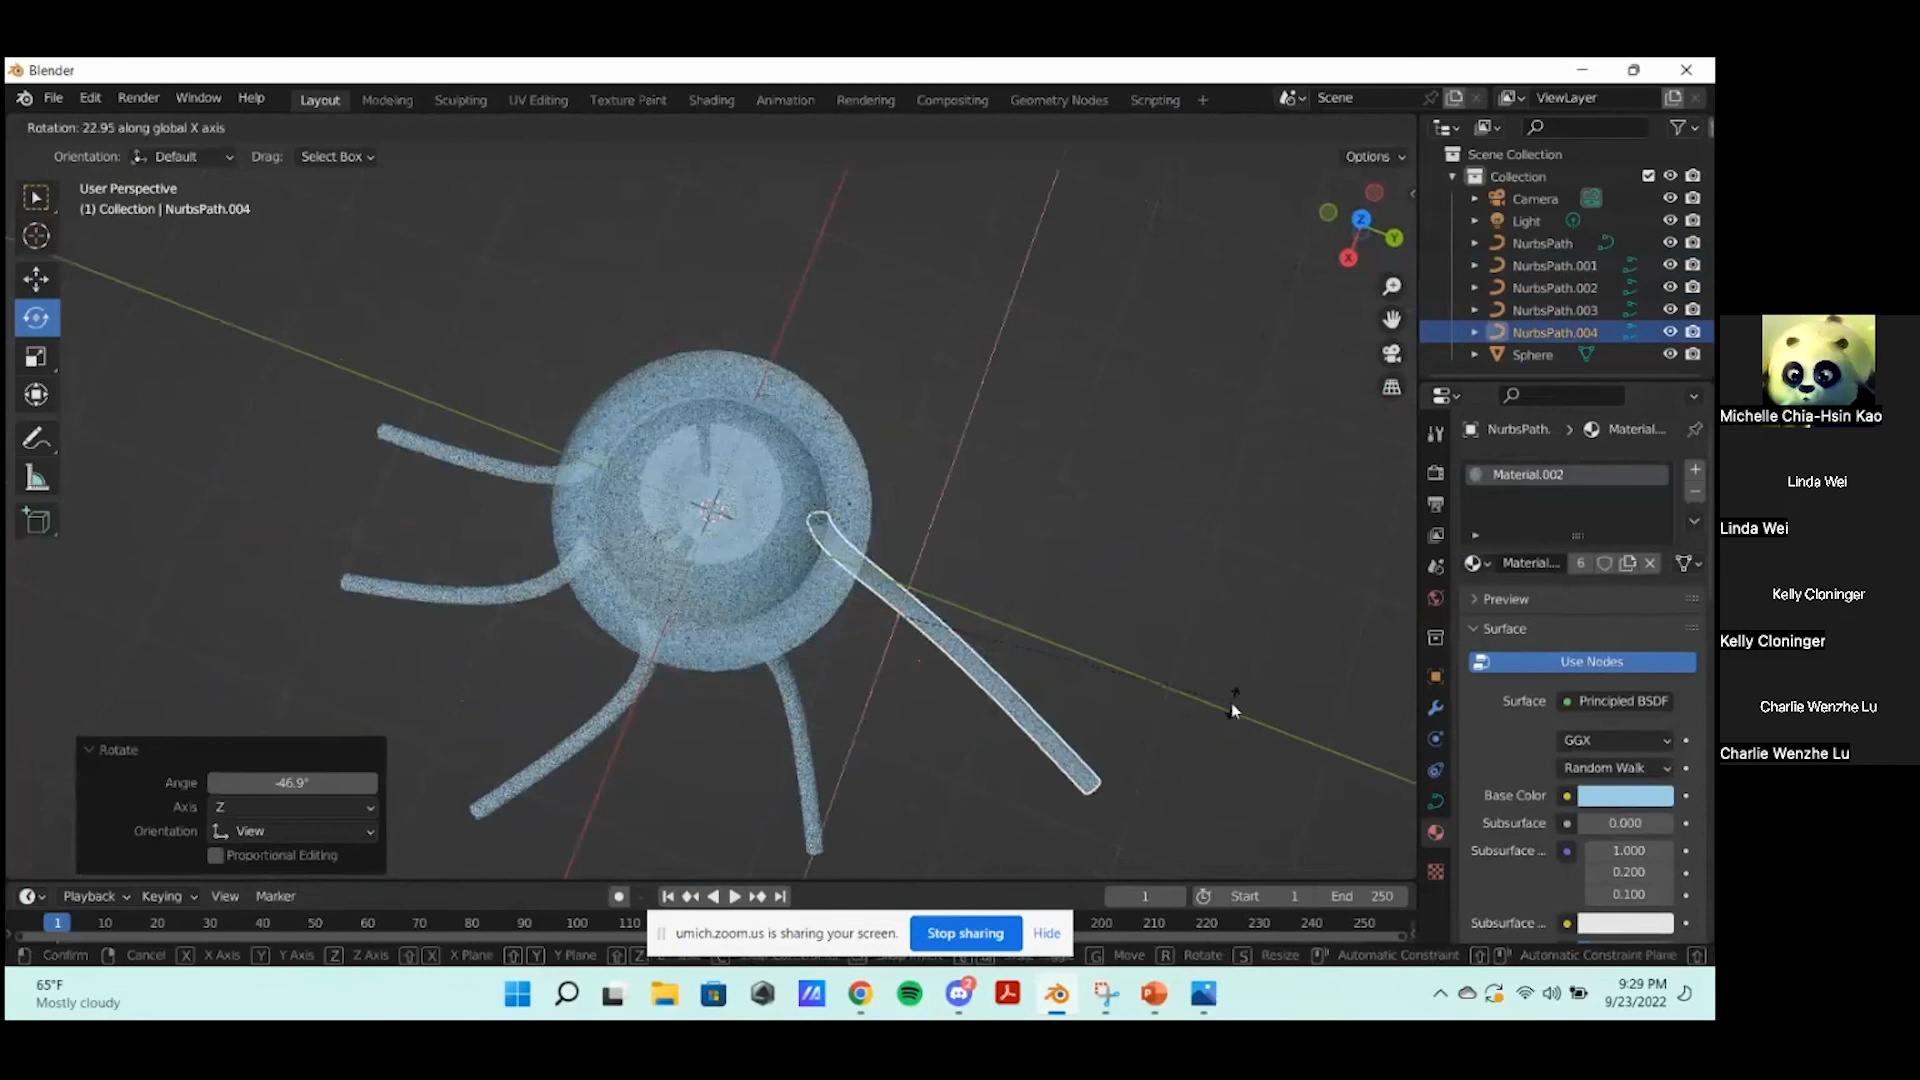 Blender
File Edit Render Window Help
Layout Modeling Sculpting UV Editing Texture Paint Shading Animation Rendering Compositing Geometry Nodes Scripting +
Scene
ViewLayer
Rotation: 22.95 along global X axis
Orientation: Default Drag: Select Box
Options
User Perspective
(1) Collection | NurbsPath.004
Z
Y
X
Scene Collection
Collection
Camera
Light
NurbsPath
NurbsPath.001
NurbsPath.002
NurbsPath.003
NurbsPath.004
Sphere
NurbsPath. > Material....
Material.002
Material.... 6
Preview
Surface
Use Nodes
Surface Principled BSDF
GGX
Random Walk
Base Color
Subsurface 0.000
Subsurface ... 1.000
0.200
0.100
Subsurface ...
Rotate
Angle -46.9°
Axis Z
Orientation View
Proportional Editing
Playback Keying View Marker
1 Start 1 End 250
1 10 20 30 40 50 60 70 80 90 100 110 200 210 220 230 240 250
umich.zoom.us is sharing your screen. Stop sharing Hide
Confirm Cancel X X Axis Y Y Axis Z Z Axis X X Plane Y Y Plane Z G Move R Rotate S Resize Automatic Constraint Automatic Constraint Plane
65°F
Mostly cloudy
2
9:29 PM
9/23/2022
Michelle Chia-Hsin Kao
Linda Wei
Linda Wei
Kelly Cloninger
Kelly Cloninger
Charlie Wenzhe Lu
Charlie Wenzhe Lu